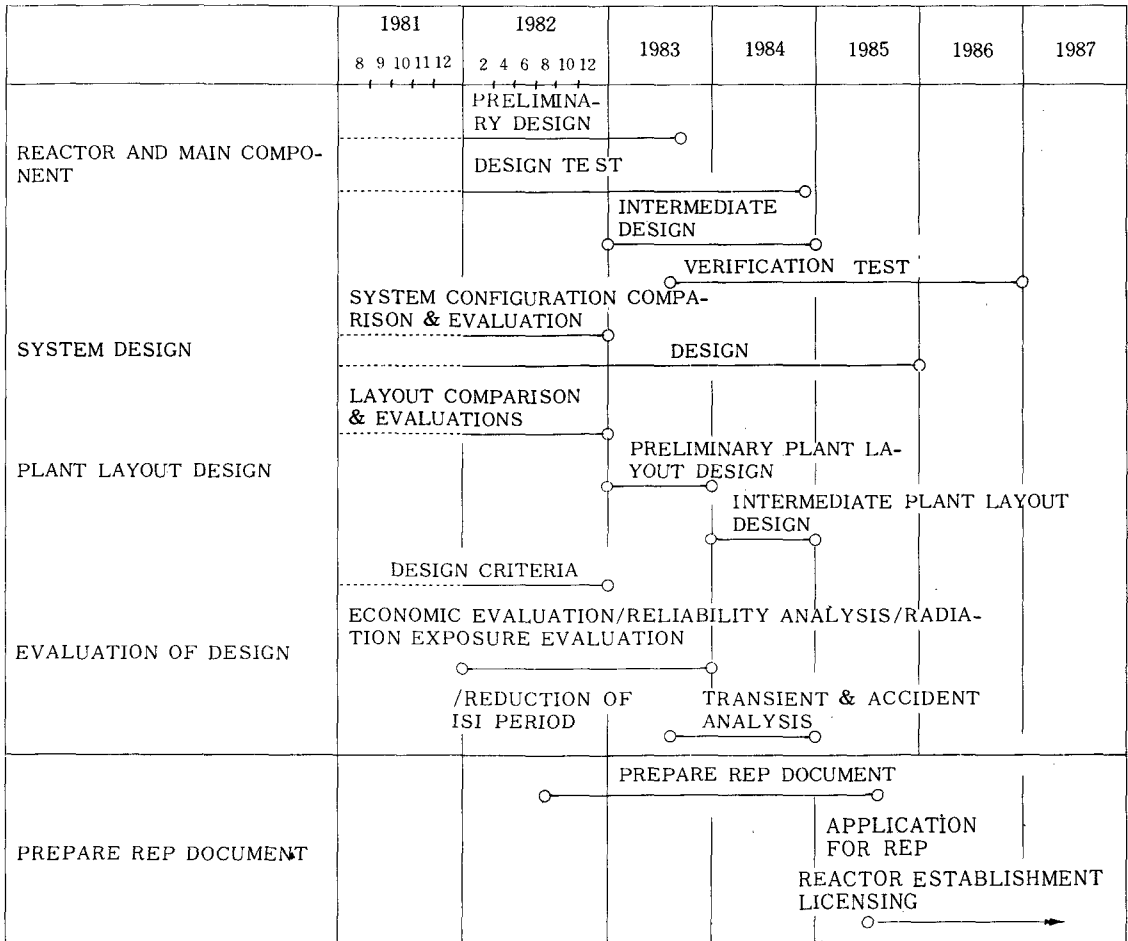 1981
1982
1983
1984
1985
1986
1987
8 9 10 11 12
2 4 6 8 10 12
REACTOR AND MAIN COMPO-
NENT
PRELIMINA-
RY DESIGN
DESIGN TEST
INTERMEDIATE
DESIGN
VERIFICATION TEST
SYSTEM DESIGN
SYSTEM CONFIGURATION COMPA-
RISON & EVALUATION
DESIGN
PLANT LAYOUT DESIGN
LAYOUT COMPARISON
& EVALUATIONS
PRELIMINARY PLANT LA-
YOUT DESIGN
INTERMEDIATE PLANT LAYOUT
DESIGN
EVALUATION OF DESIGN
DESIGN CRITERIA
ECONOMIC EVALUATION/RELIABILITY ANALYSIS/RADIA-
TION EXPOSURE EVALUATION
/REDUCTION OF
ISI PERIOD
TRANSIENT & ACCIDENT
ANALYSIS
PREPARE REP DOCUMENT
PREPARE REP DOCUMENT
APPLICATION
FOR REP
REACTOR ESTABLISHMENT
LICENSING